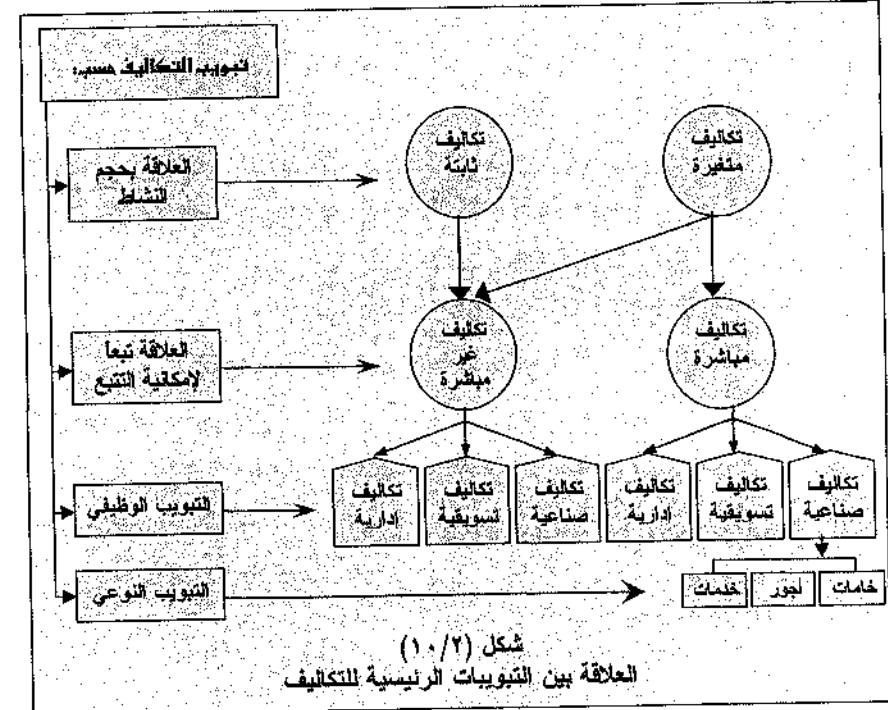 تبويب التكاليف حسب:
العلاقة بحجم
النشاط
تكاليف
متغيرة
تكاليف
ثابتة
العلاقة تبعاً
لإمكانية التتبع
تكاليف
مباشرة
تكاليف
غير
مباشرة
التبويب الوظيفي
تكاليف
صناعية
تكاليف
تسويقية
تكاليف
إدارية
تكاليف
صناعية
تكاليف
تسويقية
تكاليف
إدارية
التبويب النوعي
خامات
أجور
خدمات
شكل (١٠/٢)
العلاقة بين التبويبات الرئيسية للتكاليف